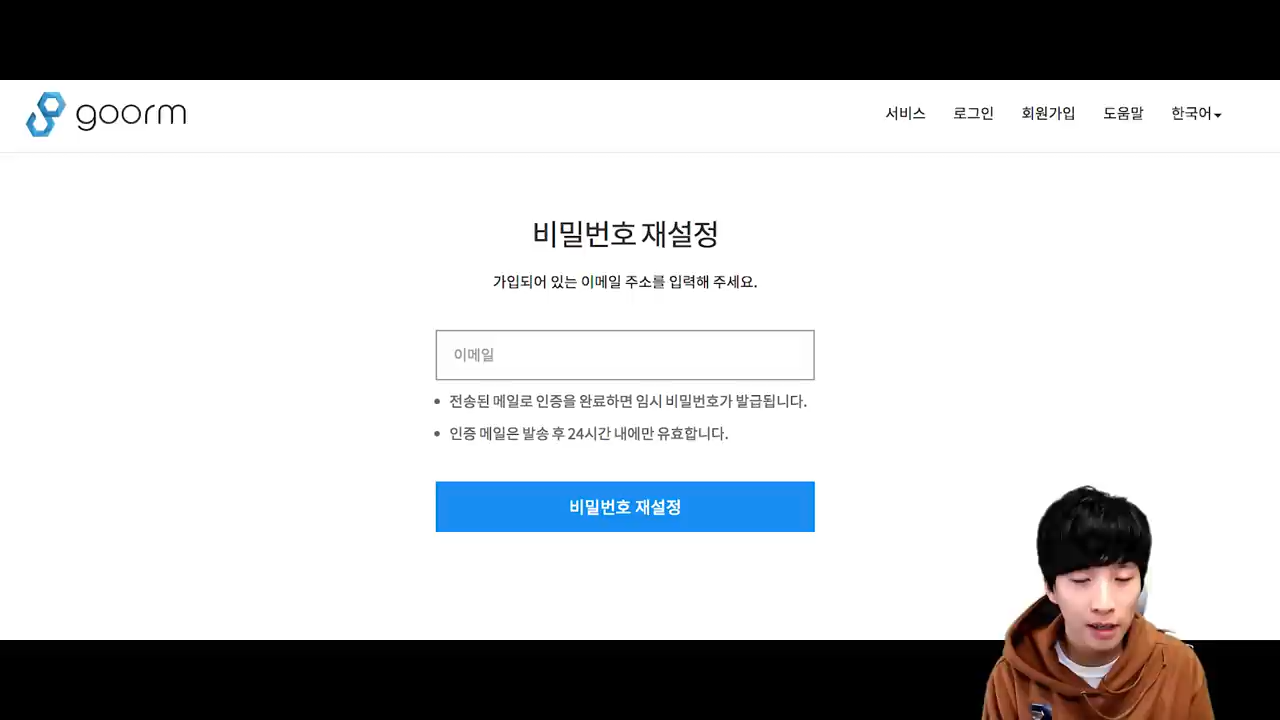 goorm
서비스
로그인
회원가입
도움말
한국어
비밀번호 재설정
가입되어 있는 이메일 주소를 입력해 주세요.
이메일
전송된 메일로 인증을 완료하면 임시 비밀번호가 발급됩니다.
인증 메일은 발송 후 24시간 내에만 유효합니다.
비밀번호 재설정